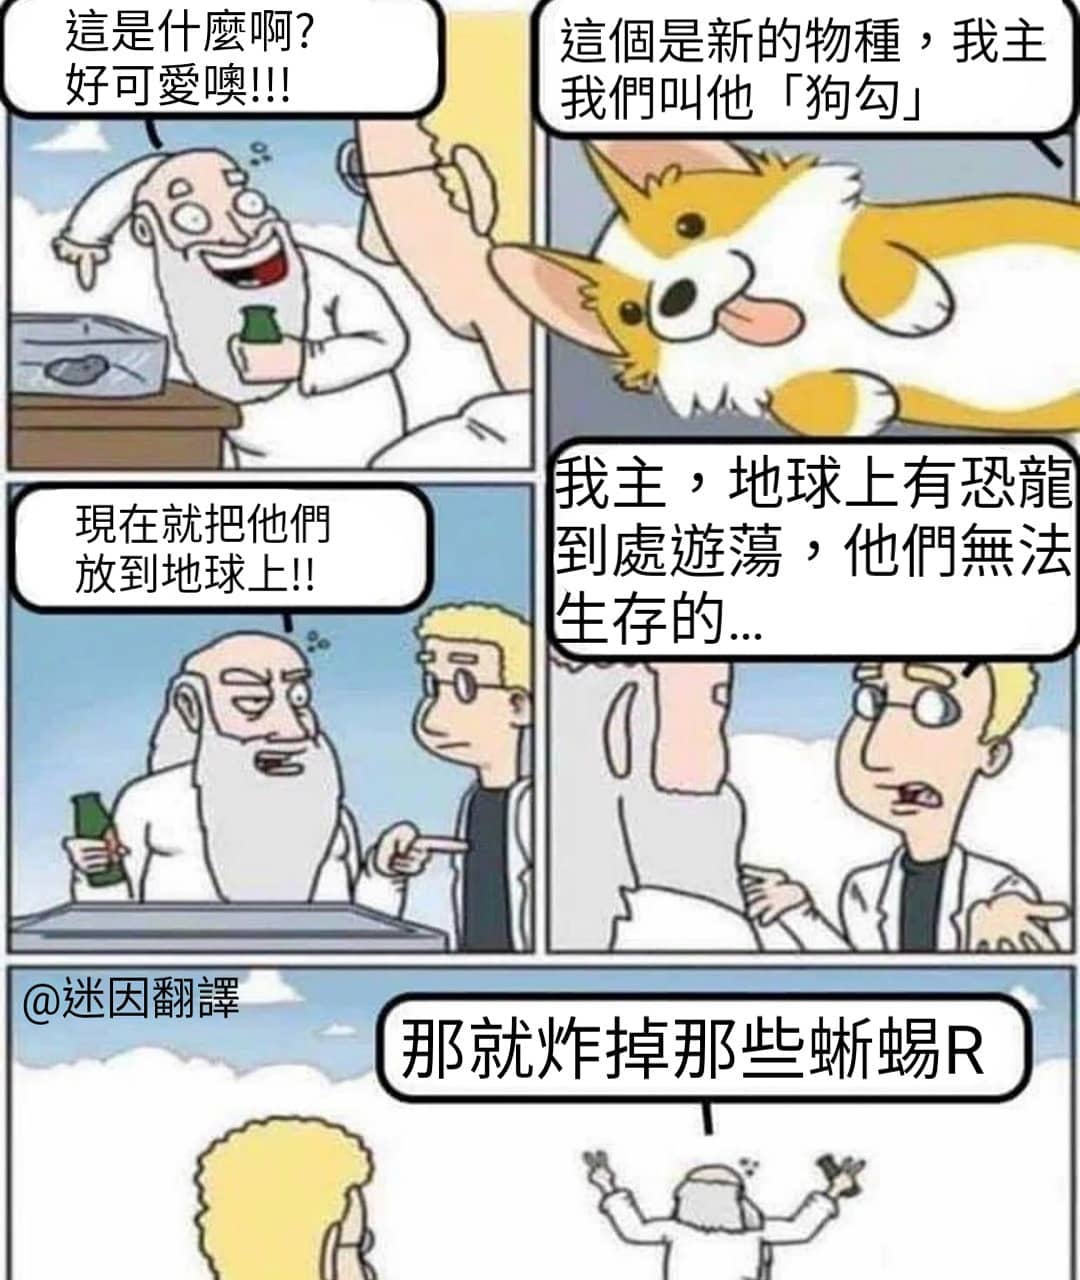 這是什麼啊?
好可愛噢!!!
這個是新的物種，我主
我們叫他「狗勾」
現在就把他們
放到地球上!!
我主，地球上有恐龍
到處遊蕩，他們無法
生存的...
@迷因翻譯
那就炸掉那些蜥蜴R